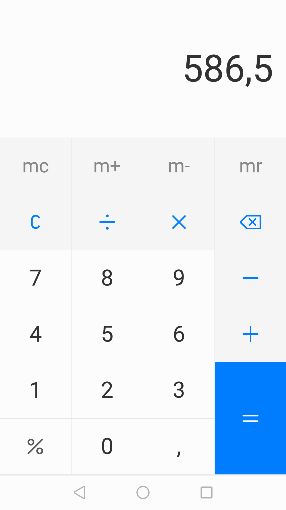 586,5
mc m+ m- mr
C ÷ ×
7 8 9 −
4 5 6 +
1 2 3
% 0 , =